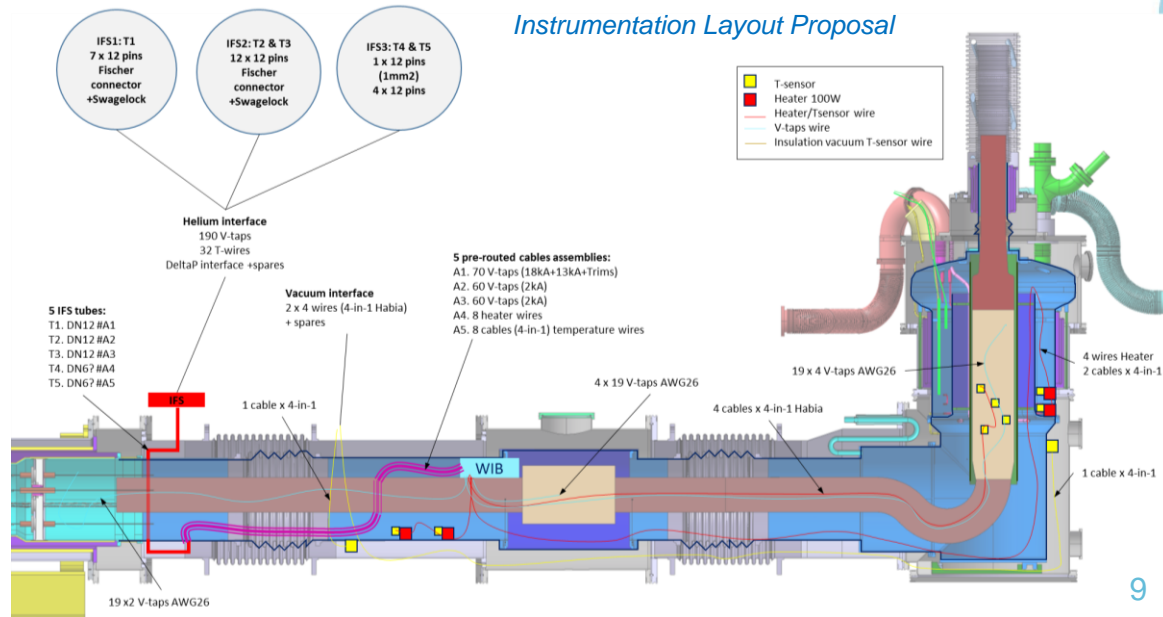 Instrumentation Layout Proposal
IFS1: T1
7 x 12 pins
Fischer
connector
+Swagelock
IFS2: T2 & T3
12 x 12 pins
Fischer
connector
+Swagelock
IFS3: T4 & T5
1 x 12 pins
(1mm2)
4 x 12 pins
T-sensor
Heater 100W
Heater/Tsensor wire
V-taps wire
Insulation vacuum T-sensor wire
Helium interface
190 V-taps
32 T-wires
DeltaP interface +spares
5 pre-routed cables assemblies:
A1. 70 V-taps (18kA+13kA+Trims)
A2. 60 V-taps (2kA)
A3. 60 V-taps (2kA)
A4. 8 heater wires
A5. 8 cables (4-in-1) temperature wires
Vacuum interface
2 x 4 wires (4-in-1 Habia)
+ spares
5 IFS tubes:
T1. DN12 #A1
T2. DN12 #A2
T3. DN12 #A3
T4. DN6? #A4
T5. DN6? #A5
4 wires Heater
2 cables x 4-in-1
19 x 4 V-taps AWG26
4 x 19 V-taps AWG26
IFS
1 cable x 4-in-1
4 cables x 4-in-1 Habia
WIB
1 cable x 4-in-1
19 x2 V-taps AWG26
9